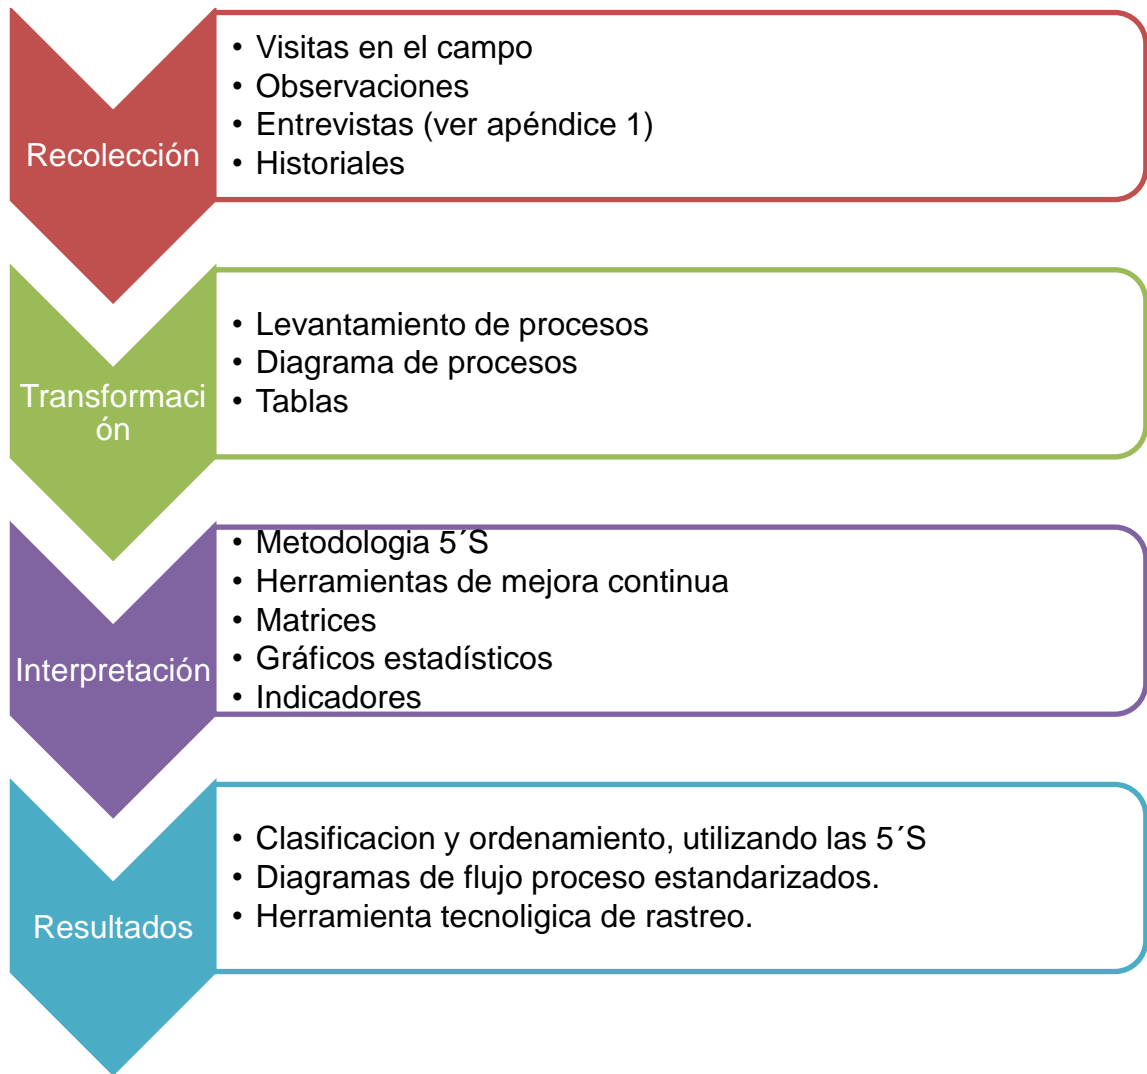 Recolección
• Visitas en el campo
• Observaciones
• Entrevistas (ver apéndice 1)
• Historiales
Transformaci
ón
• Levantamiento de procesos
• Diagrama de procesos
• Tablas
Interpretación
• Metodologia 5´S
• Herramientas de mejora continua
• Matrices
• Gráficos estadísticos
• Indicadores
Resultados
• Clasificacion y ordenamiento, utilizando las 5´S
• Diagramas de flujo proceso estandarizados.
• Herramienta tecnoligica de rastreo.